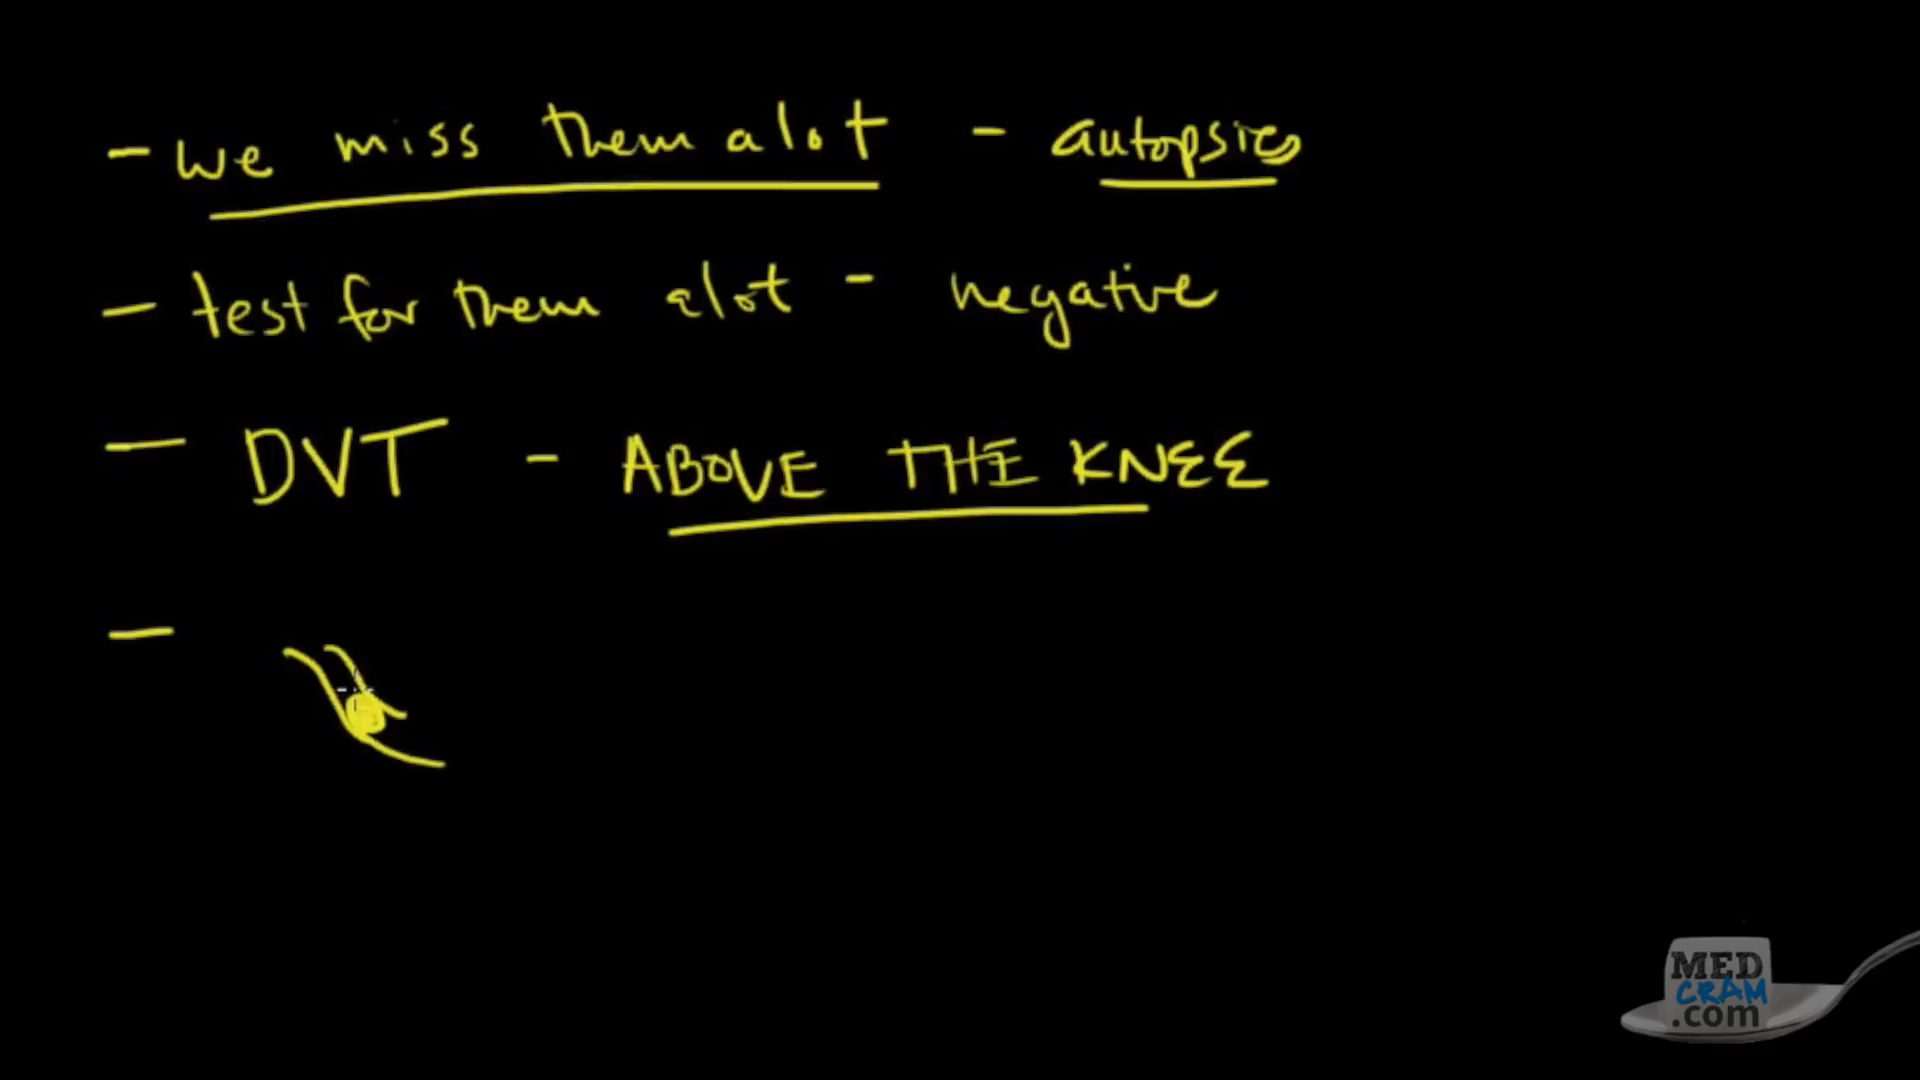 - we miss them alot - autopsies
- test for them alot - negative
- DVT - ABOVE THE KNEE
-
MED
CRAM
.com